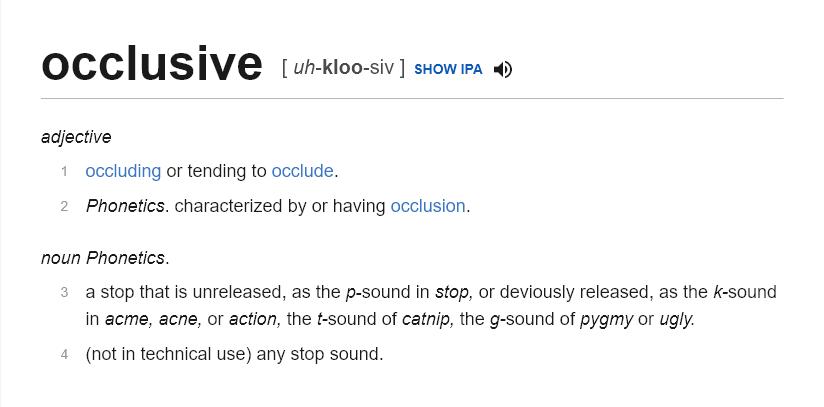 occlusive [ uh-kloo-siv ] SHOW IPA
adjective
1 occluding or tending to occlude.
2 Phonetics. characterized by or having occlusion.
noun Phonetics.
3 a stop that is unreleased, as the p-sound in stop, or deviously released, as the k-sound
in acme, acne, or action, the t-sound of catnip, the g-sound of pygmy or ugly.
4 (not in technical use) any stop sound.